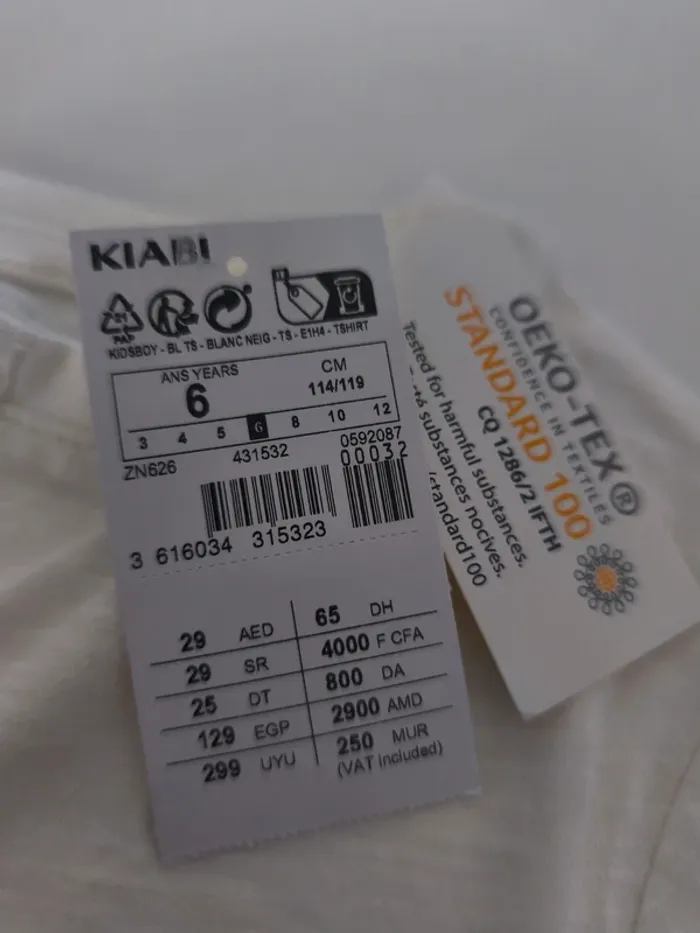 KIABI
21
PAP
KIDSBOY - BL TS - BLANC NEIG - TS - E1H4 - TSHIRT
ANS YEARS
CM
6
114/119
3 4 5 6 8 10 12
ZN626 431532 0592087
00032
3 616034 315323
29 AED 65 DH
29 SR 4000 F CFA
25 DT 800 DA
129 EGP 2900 AMD
299 UYU 250 MUR
(VAT included)
OEKO-TEX®
CONFIDENCE IN TEXTILES
STANDARD 100
CQ 1286/2 IFTH
Tested for harmful substances.
substances nocives.
standard100